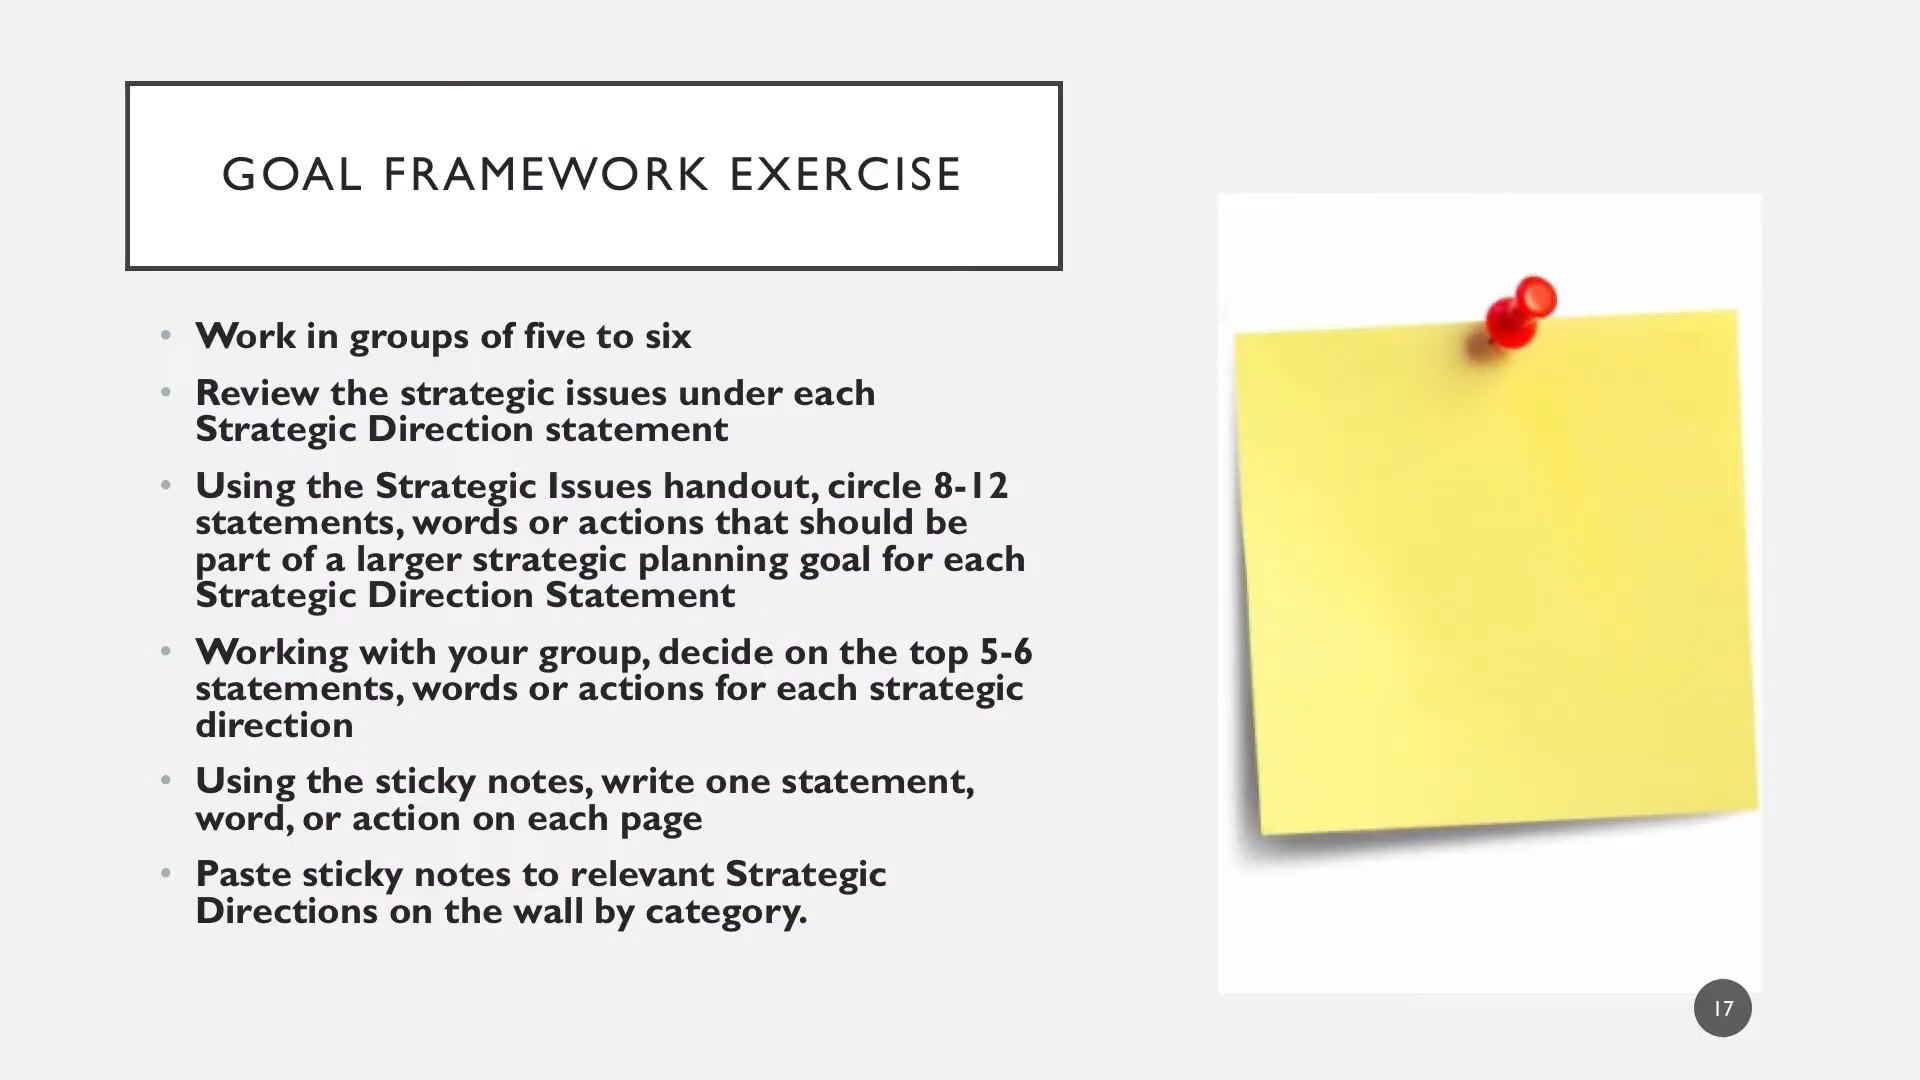 GOAL FRAMEWORK EXERCISE
• Work in groups of five to six
• Review the strategic issues under each
Strategic Direction statement
• Using the Strategic Issues handout, circle 8-12
statements, words or actions that should be
part of a larger strategic planning goal for each
Strategic Direction Statement
• Working with your group, decide on the top 5-6
statements, words or actions for each strategic
direction
• Using the sticky notes, write one statement,
word, or action on each page
• Paste sticky notes to relevant Strategic
Directions on the wall by category.
17